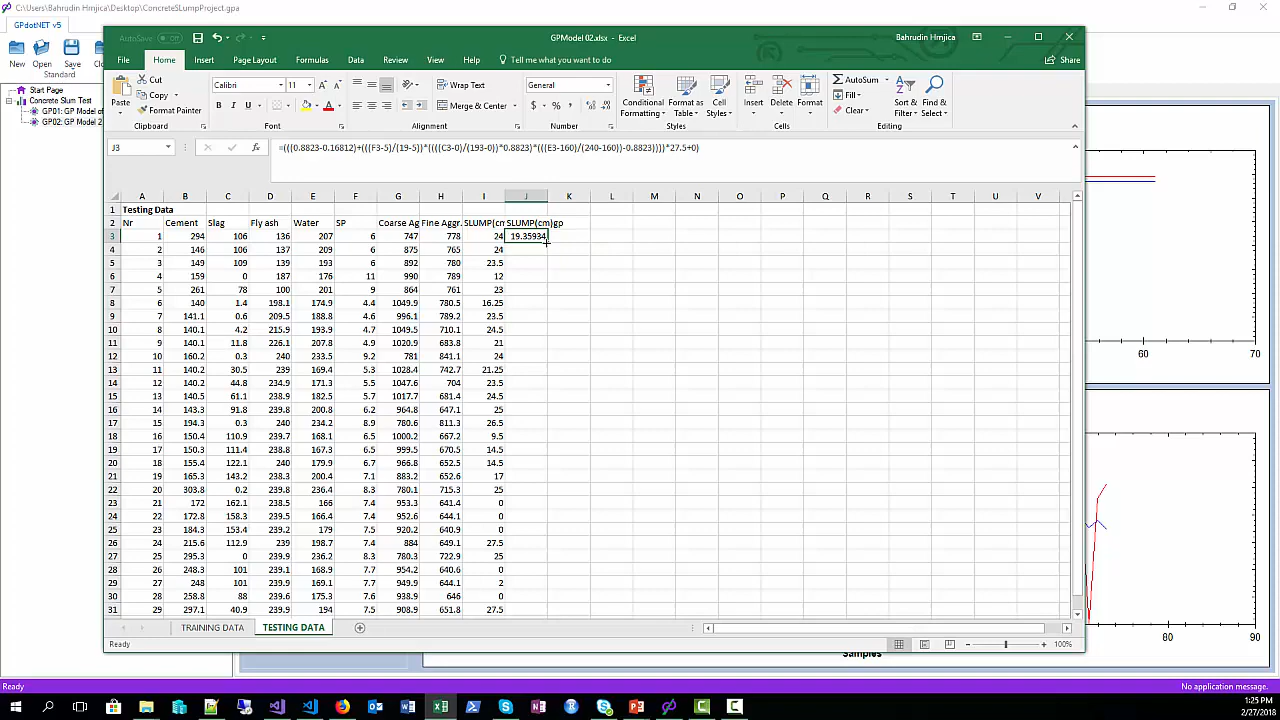 C:\Users\Bahrudin Hrnjica\Desktop\ConcreteSLumpProject.gpa
GPdotNET v5
New Open Save
Standard
Start Page
Concrete Slum Test
GP01: GP Model of
GP02: GP Model 2
AutoSave Off
GPModel 02.xlsx - Excel
Bahrudin Hrnjica
File Home Insert Page Layout Formulas Data Review View Help Tell me what you want to do Share
Paste Cut Copy Format Painter
Calibri 11
B I U
Wrap Text
Merge & Center
General
$ % ,
Conditional Formatting Format as Table Cell Styles
Insert Delete Format
AutoSum Fill Clear
Sort & Filter Find & Select
Clipboard Font Alignment Number Styles Cells Editing
J3 fx =(((0.8823-0.16812)+(((F3-5)/(19-5))*((((C3-0)/(193-0))*0.8823)*(((E3-160)/(240-160))-0.8823))))*27.5+0)
A B C D E F G H I J K L M N O P Q R S T U V
1 Testing Data
2 Nr Cement Slag Fly ash Water SP Coarse Ag Fine Aggr. SLUMP(cm SLUMP(cm)gp
3 1 294 106 136 207 6 747 778 24 19.35934
4 2 146 106 137 209 6 875 765 24
5 3 149 109 139 193 6 892 780 23.5
6 4 159 0 187 176 11 990 789 12
7 5 261 78 100 201 9 864 761 23
8 6 140 1.4 198.1 174.9 4.4 1049.9 780.5 16.25
9 7 141.1 0.6 209.5 188.8 4.6 996.1 789.2 23.5
10 8 140.1 4.2 215.9 193.9 4.7 1049.5 710.1 24.5
11 9 140.1 11.8 226.1 207.8 4.9 1020.9 683.8 21
12 10 160.2 0.3 240 233.5 9.2 781 841.1 24
13 11 140.2 30.5 239 169.4 5.3 1028.4 742.7 21.25
14 12 140.2 44.8 234.9 171.3 5.5 1047.6 704 23.5
15 13 140.5 61.1 238.9 182.5 5.7 1017.7 681.4 24.5
16 14 143.3 91.8 239.8 200.8 6.2 964.8 647.1 25
17 15 194.3 0.3 240 234.2 8.9 780.6 811.3 26.5
18 16 150.4 110.9 239.7 168.1 6.5 1000.2 667.2 9.5
19 17 150.3 111.4 238.8 167.3 6.5 999.5 670.5 14.5
20 18 155.4 122.1 240 179.9 6.7 966.8 652.5 14.5
21 19 165.3 143.2 238.3 200.4 7.1 883.2 652.6 17
22 20 303.8 0.2 239.8 236.4 8.3 780.1 715.3 25
23 21 172 162.1 238.5 166 7.4 953.3 641.4 0
24 22 172.8 158.3 239.5 166.4 7.4 952.6 644.1 0
25 23 184.3 153.4 239.2 179 7.5 920.2 640.9 0
26 24 215.6 112.9 239 198.7 7.4 884 649.1 27.5
27 25 295.3 0 239.9 236.2 8.3 780.3 722.9 25
28 26 248.3 101 239.1 168.9 7.7 954.2 640.6 0
29 27 248 101 239.9 169.1 7.7 949.9 644.1 2
30 28 258.8 88 239.6 175.3 7.6 938.9 646 0
31 29 297.1 40.9 239.9 194 7.5 908.9 651.8 27.5
TRAINING DATA TESTING DATA
Ready 100%
60 70
80 90
Samples
Ready No application message.
1:25 PM
2/27/2018